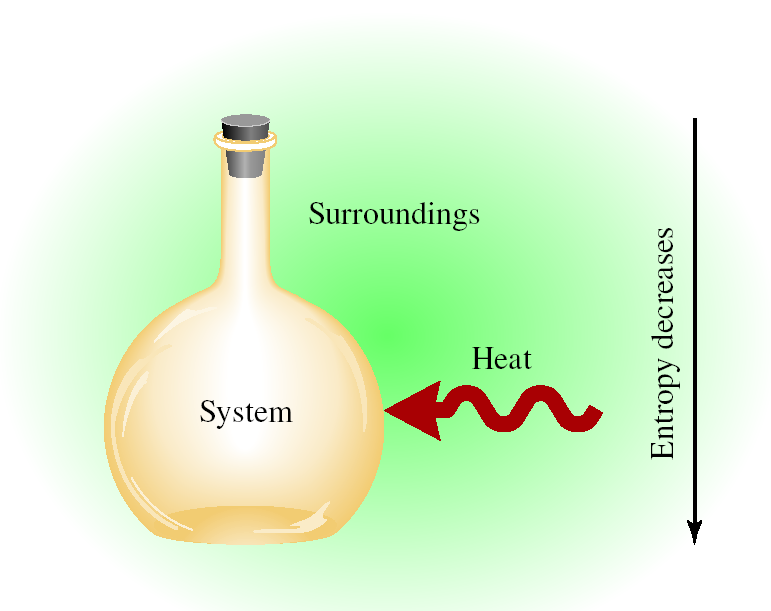 Surroundings
Heat
System
Entropy decreases